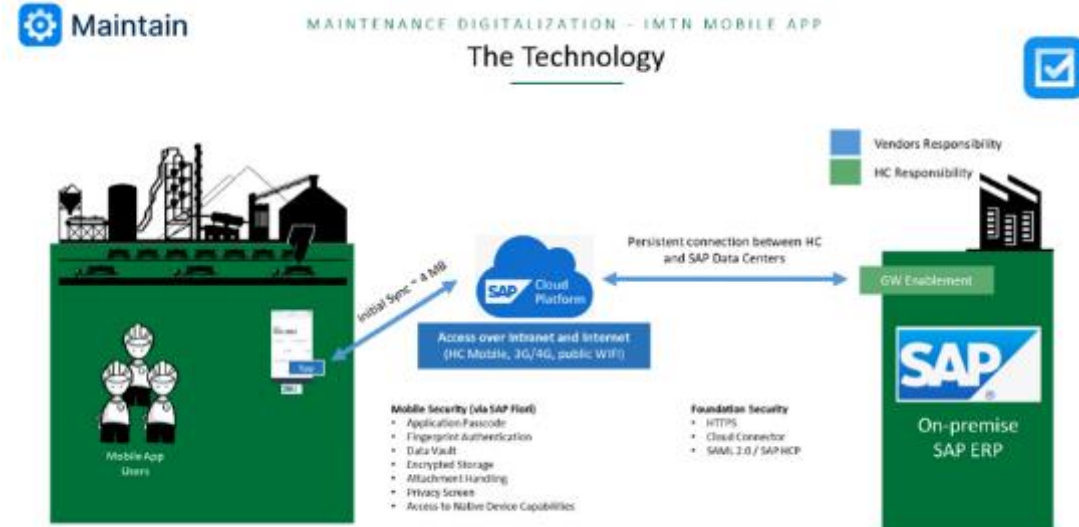 Maintain
MAINTENANCE DIGITALIZATION - IMTN MOBILE APP
The Technology
Vendors Responsibility
HC Responsibility
Persistent connection between HC
and SAP Data Centers
Initial Sync ~ 4 MB
SAP Cloud
Platform
GW Enablement
Access over Intranet and Internet
(HC Mobile, 3G/4G, public WIFI)
SAP
®
On-premise
SAP ERP
Mobile App
Users
Mobile Security (via SAP Fiori)
• Application Passcode
• Fingerprint Authentication
• Data Vault
• Encrypted Storage
• Attachment Handling
• Privacy Screen
• Access to Native Device Capabilities
Foundation Security
• HTTPS
• Cloud Connector
• SAML 2.0 / SAP HCP